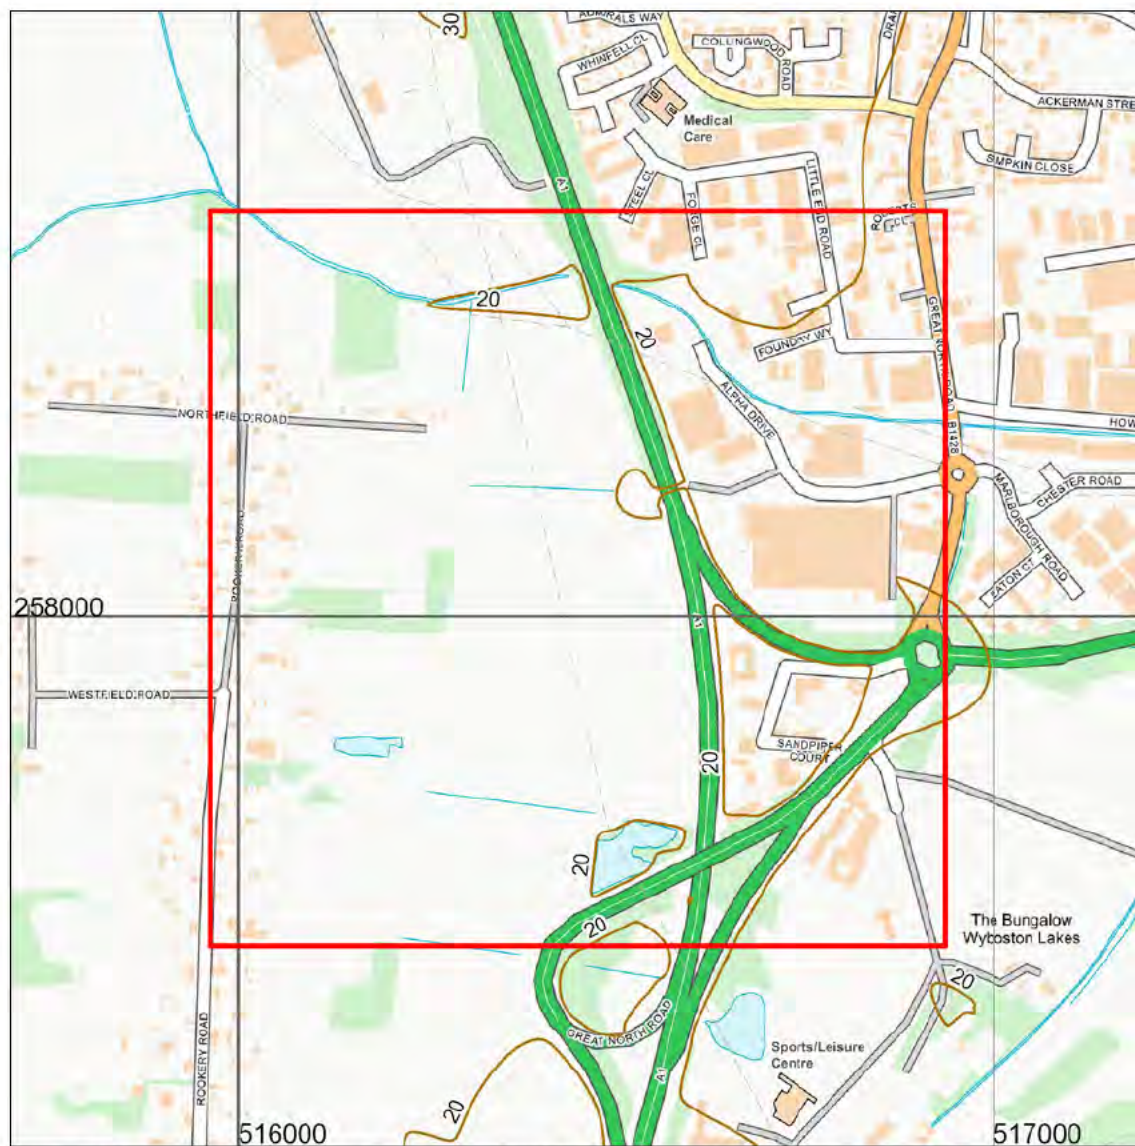 30
ADMIRALS WAY
WHINFELL CL
COLLINGWOOD
ROAD
ACKERMAN STRE
Medical
Care
SIMPKIN CLOSE
A1
STEEL CL
FORGE CL
LITTLE END ROAD
ROBERTS
CL
20
20
GREAT NORTH ROAD
B1428
FOUNDRY WY
ALPHA DRIVE
NORTHFIELD ROAD
HOW
CHESTER ROAD
MARLBOROUGH ROAD
EATON CT
ROOKERY ROAD
258000
A1
WESTFIELD ROAD
SANDPIPER
COURT
20
20
20
The Bungalow
Wyboston Lakes
20
GREAT NORTH ROAD
Sports/Leisure
Centre
A1
ROOKERY ROAD
20
516000
517000